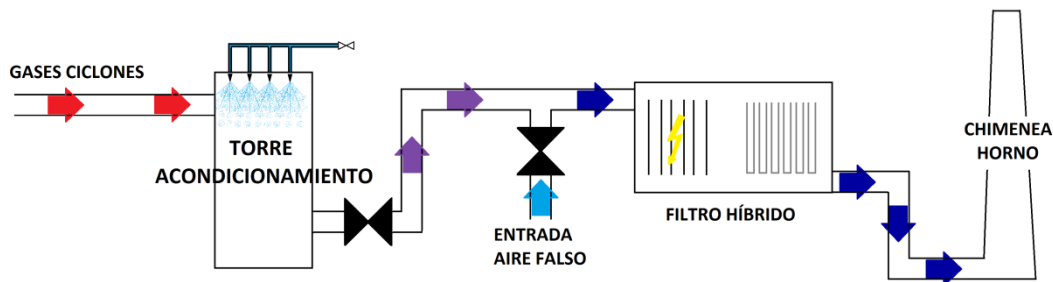 GASES CICLONES
TORRE
ACONDICIONAMIENTO
ENTRADA
AIRE FALSO
FILTRO HÍBRIDO
CHIMENEA
HORNO